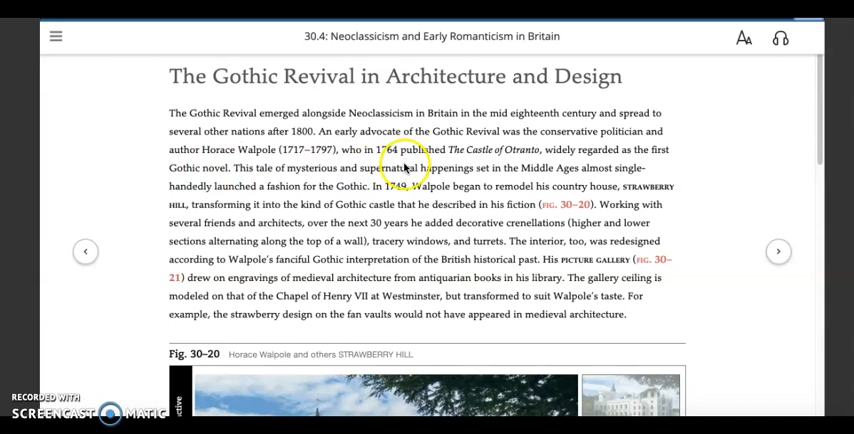 30.4: Neoclassicism and Early Romanticism in Britain
The Gothic Revival in Architecture and Design
The Gothic Revival emerged alongside Neoclassicism in Britain in the mid eighteenth century and spread to
several other nations after 1800. An early advocate of the Gothic Revival was the conservative politician and
author Horace Walpole (1717–1797), who in 1764 published The Castle of Otranto, widely regarded as the first
Gothic novel. This tale of mysterious and supernatural happenings set in the Middle Ages almost single-
handedly launched a fashion for the Gothic. In 1749, Walpole began to remodel his country house, STRAWBERRY
HILL, transforming it into the kind of Gothic castle that he described in his fiction (FIG. 30–20). Working with
several friends and architects, over the next 30 years he added decorative crenellations (higher and lower
sections alternating along the top of a wall), tracery windows, and turrets. The interior, too, was redesigned
according to Walpole's fanciful Gothic interpretation of the British historical past. His PICTURE GALLERY (FIG. 30–
21) drew on engravings of medieval architecture from antiquarian books in his library. The gallery ceiling is
modeled on that of the Chapel of Henry VII at Westminster, but transformed to suit Walpole's taste. For
example, the strawberry design on the fan vaults would not have appeared in medieval architecture.
Fig. 30–20 Horace Walpole and others STRAWBERRY HILL
ctive
RECORDED WITH
SCREENCAST MATIC